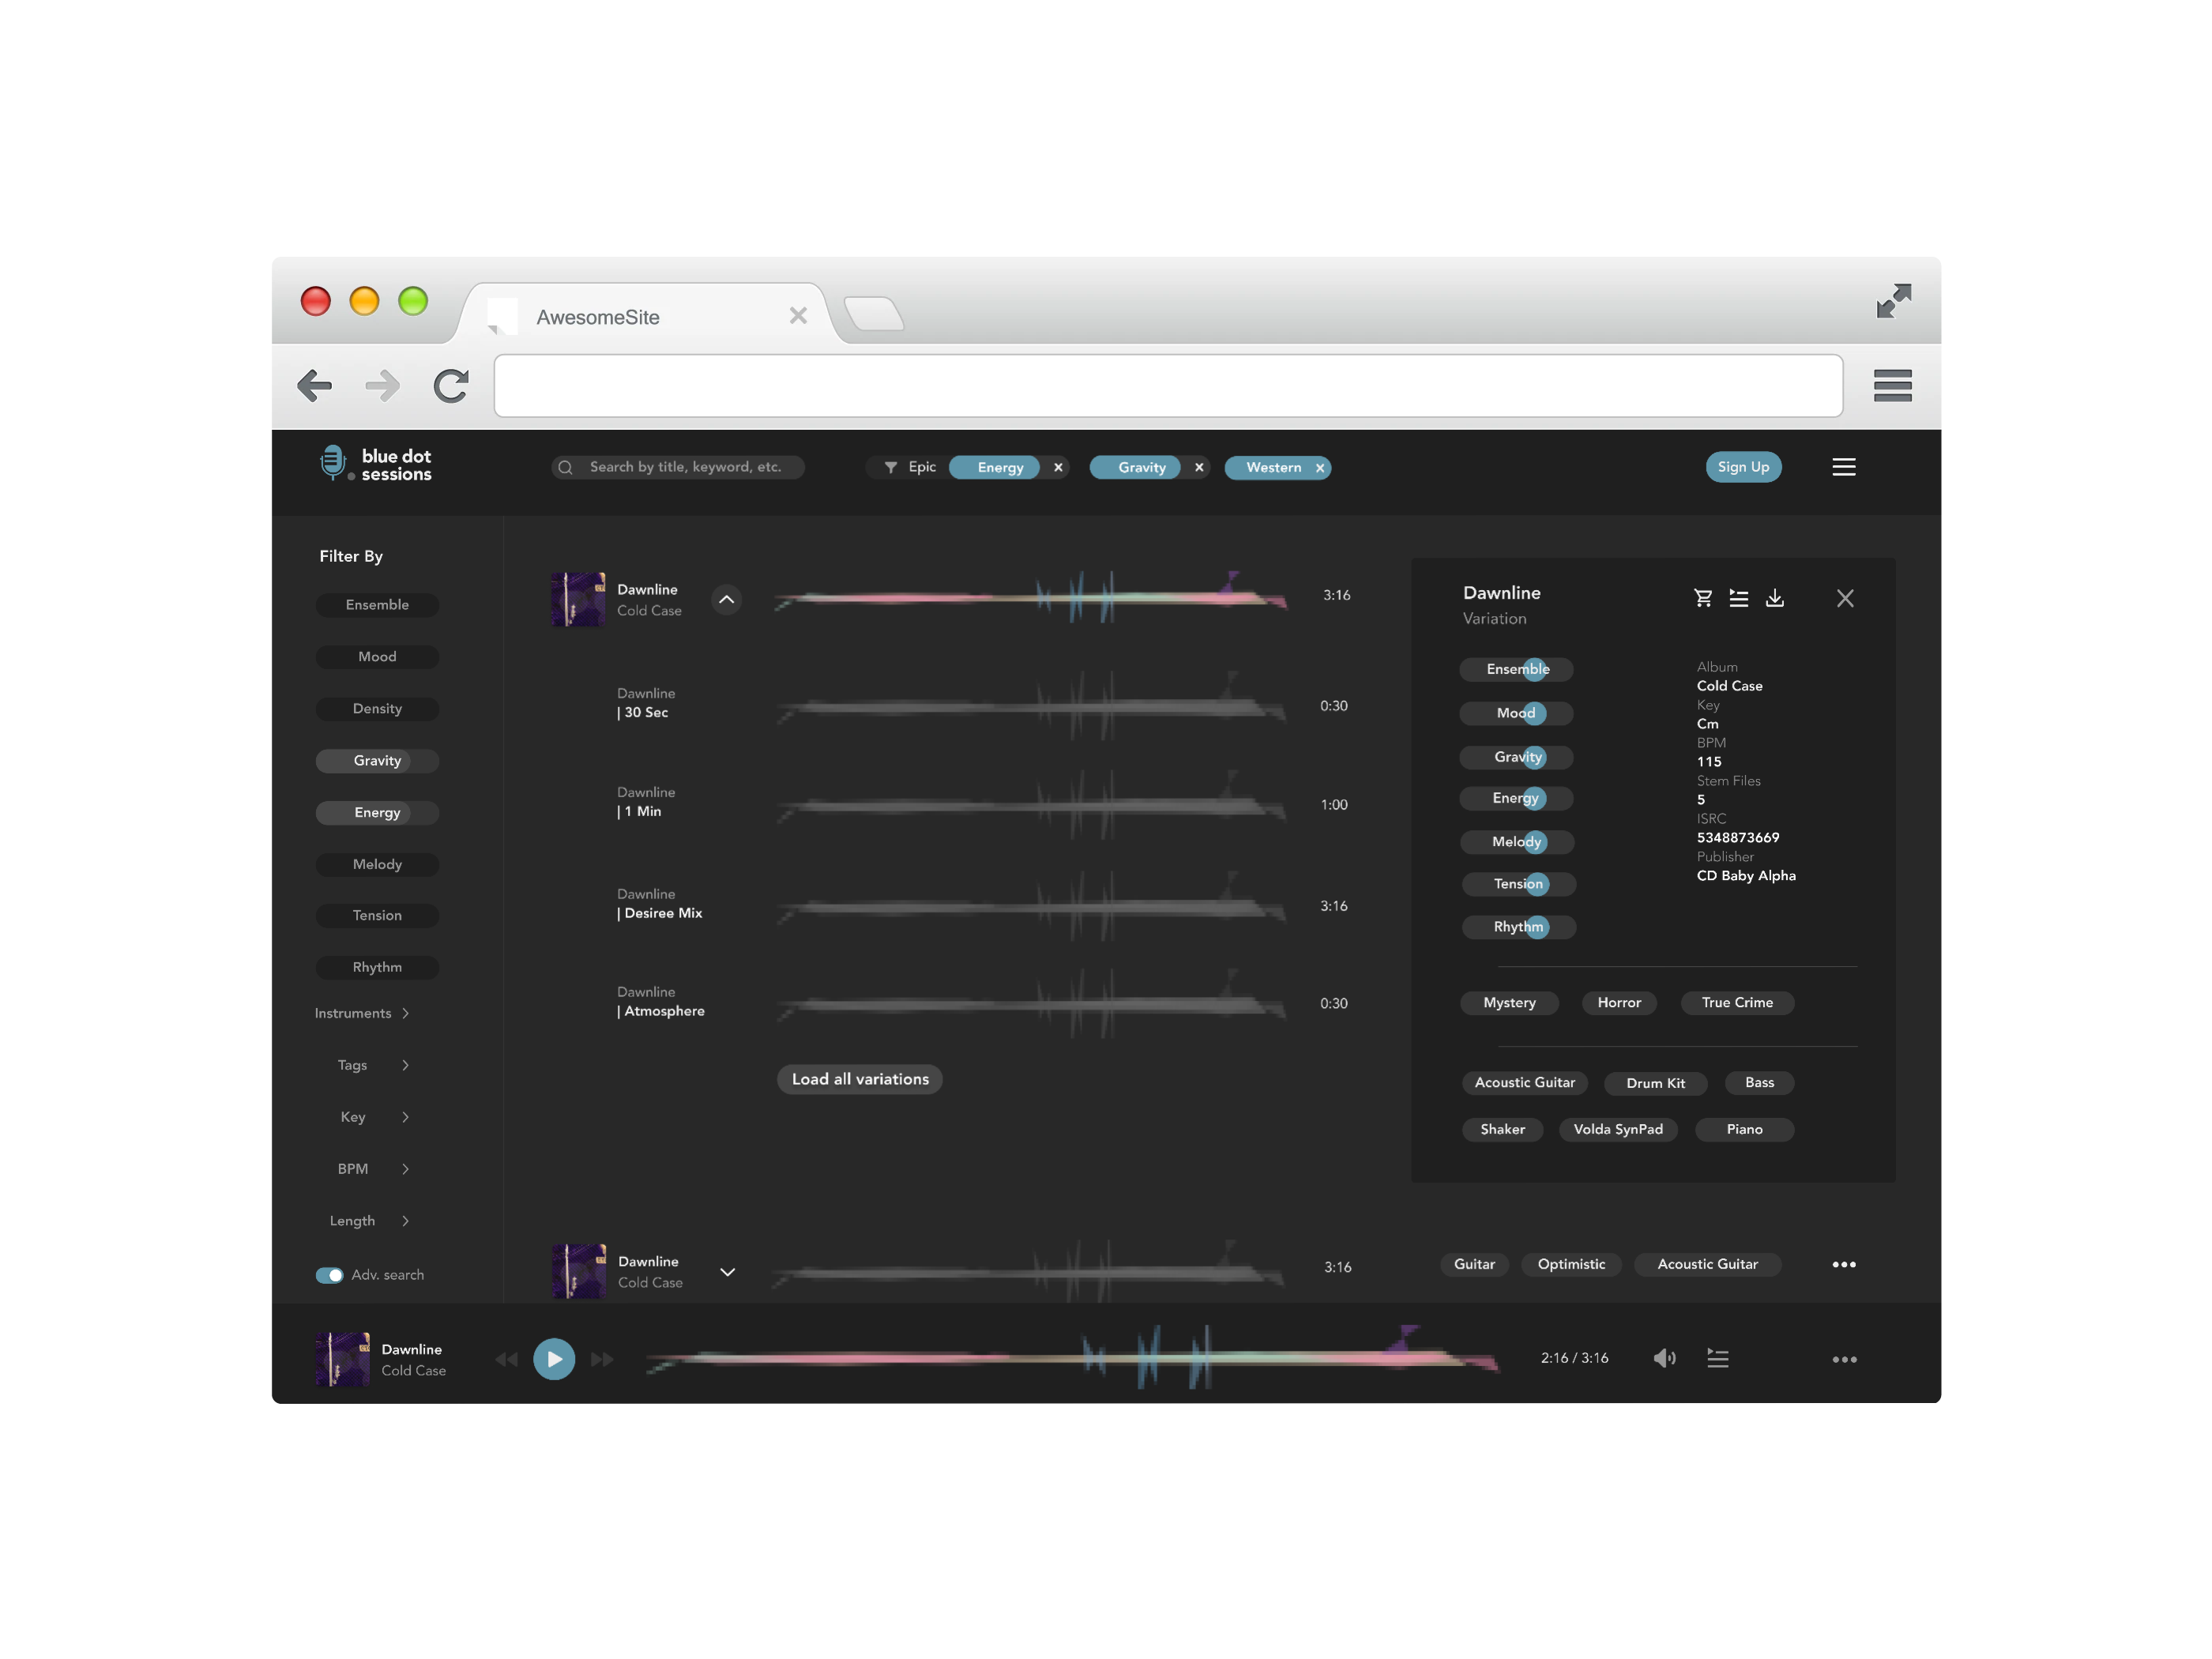 AwesomeSite
blue dot
sessions
Search by title, keyword, etc.
Epic
Energy
Gravity
Western
Sign Up
Filter By
Ensemble
Mood
Density
Gravity
Energy
Melody
Tension
Rhythm
Instruments
Tags
Key
BPM
Length
Adv. search
Dawnline
Cold Case
3:16
Dawnline
| 30 Sec
0:30
Dawnline
| 1 Min
1:00
Dawnline
| Desiree Mix
3:16
Dawnline
| Atmosphere
0:30
Load all variations
Dawnline
Variation
Ensemble
Mood
Gravity
Energy
Melody
Tension
Rhythm
Album
Cold Case
Key
Cm
BPM
115
Stem Files
5
ISRC
5348873669
Publisher
CD Baby Alpha
Mystery
Horror
True Crime
Acoustic Guitar
Drum Kit
Bass
Shaker
Volda SynPad
Piano
Dawnline
Cold Case
3:16
Guitar
Optimistic
Acoustic Guitar
Dawnline
Cold Case
2:16 / 3:16